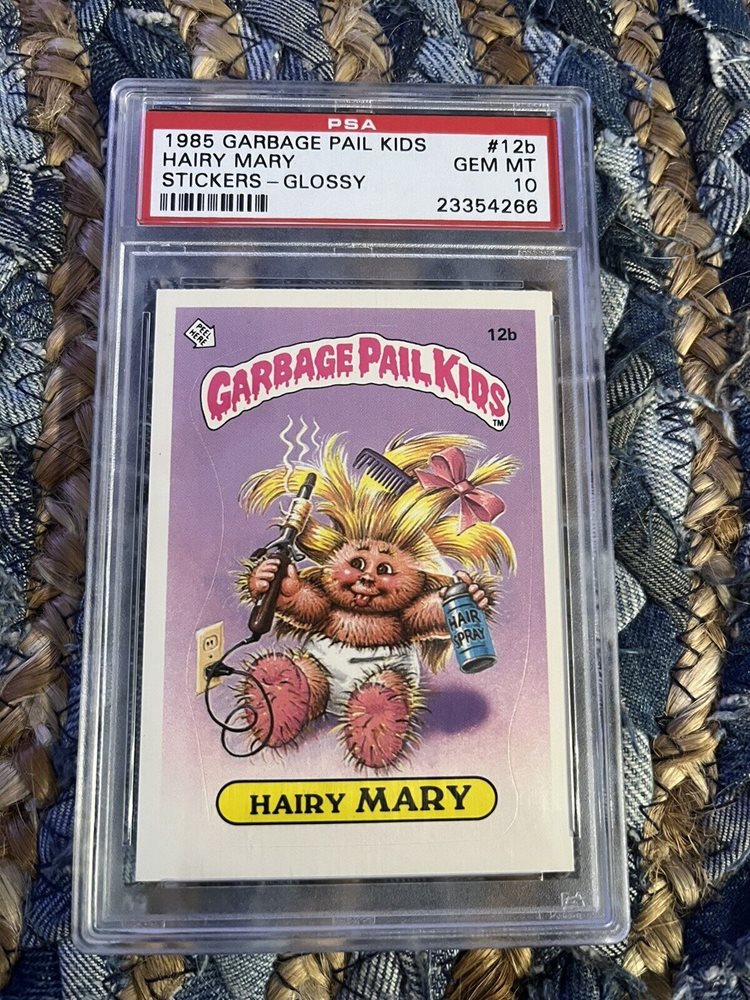 PSA
1985 GARBAGE PAIL KIDS #12b
HAIRY MARY GEM MT
STICKERS – GLOSSY 10
23354266
PEEL HERE
12b
GARBAGE PAIL KIDS
TM
HAIR
SPRAY
HAIRY MARY